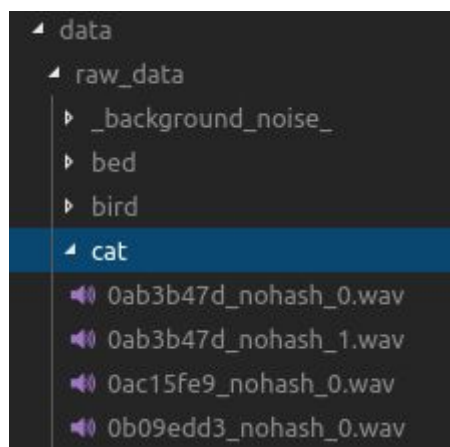 data
raw_data
_background_noise_
bed
bird
cat
0ab3b47d_nohash_0.wav
0ab3b47d_nohash_1.wav
0ac15fe9_nohash_0.wav
0b09edd3_nohash_0.wav